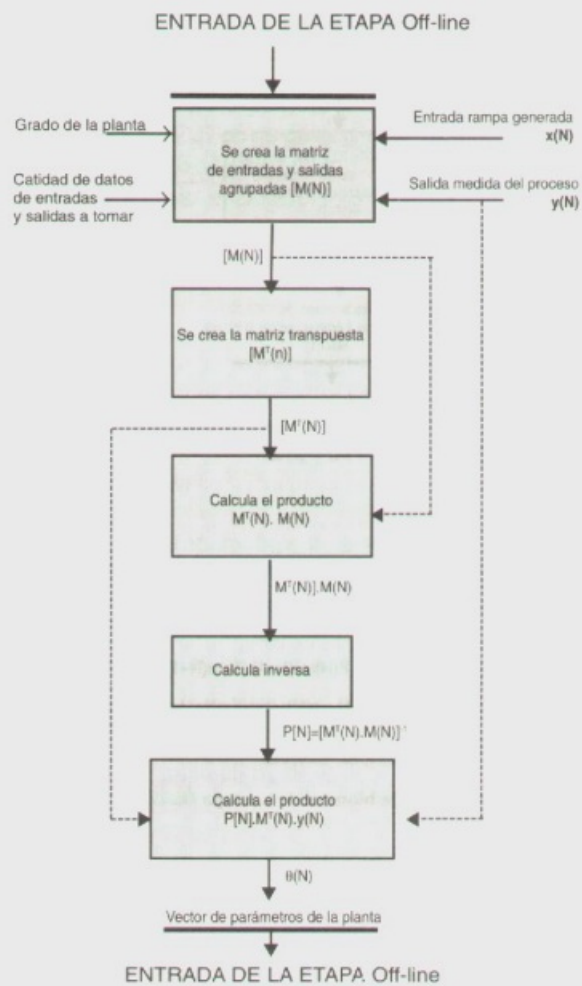 ENTRADA DE LA ETAPA Off-line
Grado de la planta
Catidad de datos
de entradas
y salidas a tomar
Se crea la matriz
de entradas y salidas
agrupadas [M(N)]
Entrada rampa generada
x(N)
Salida medida del proceso
y(N)
[M(N)]
Se crea la matriz transpuesta
[Mᵀ(n)]
[Mᵀ(N)]
Calcula el producto
Mᵀ(N). M(N)
Mᵀ(N)].M(N)
Calcula inversa
P[N]=[Mᵀ(N).M(N)]⁻¹
Calcula el producto
P[N].Mᵀ(N).y(N)
θ(N)
Vector de parámetros de la planta
ENTRADA DE LA ETAPA Off-line